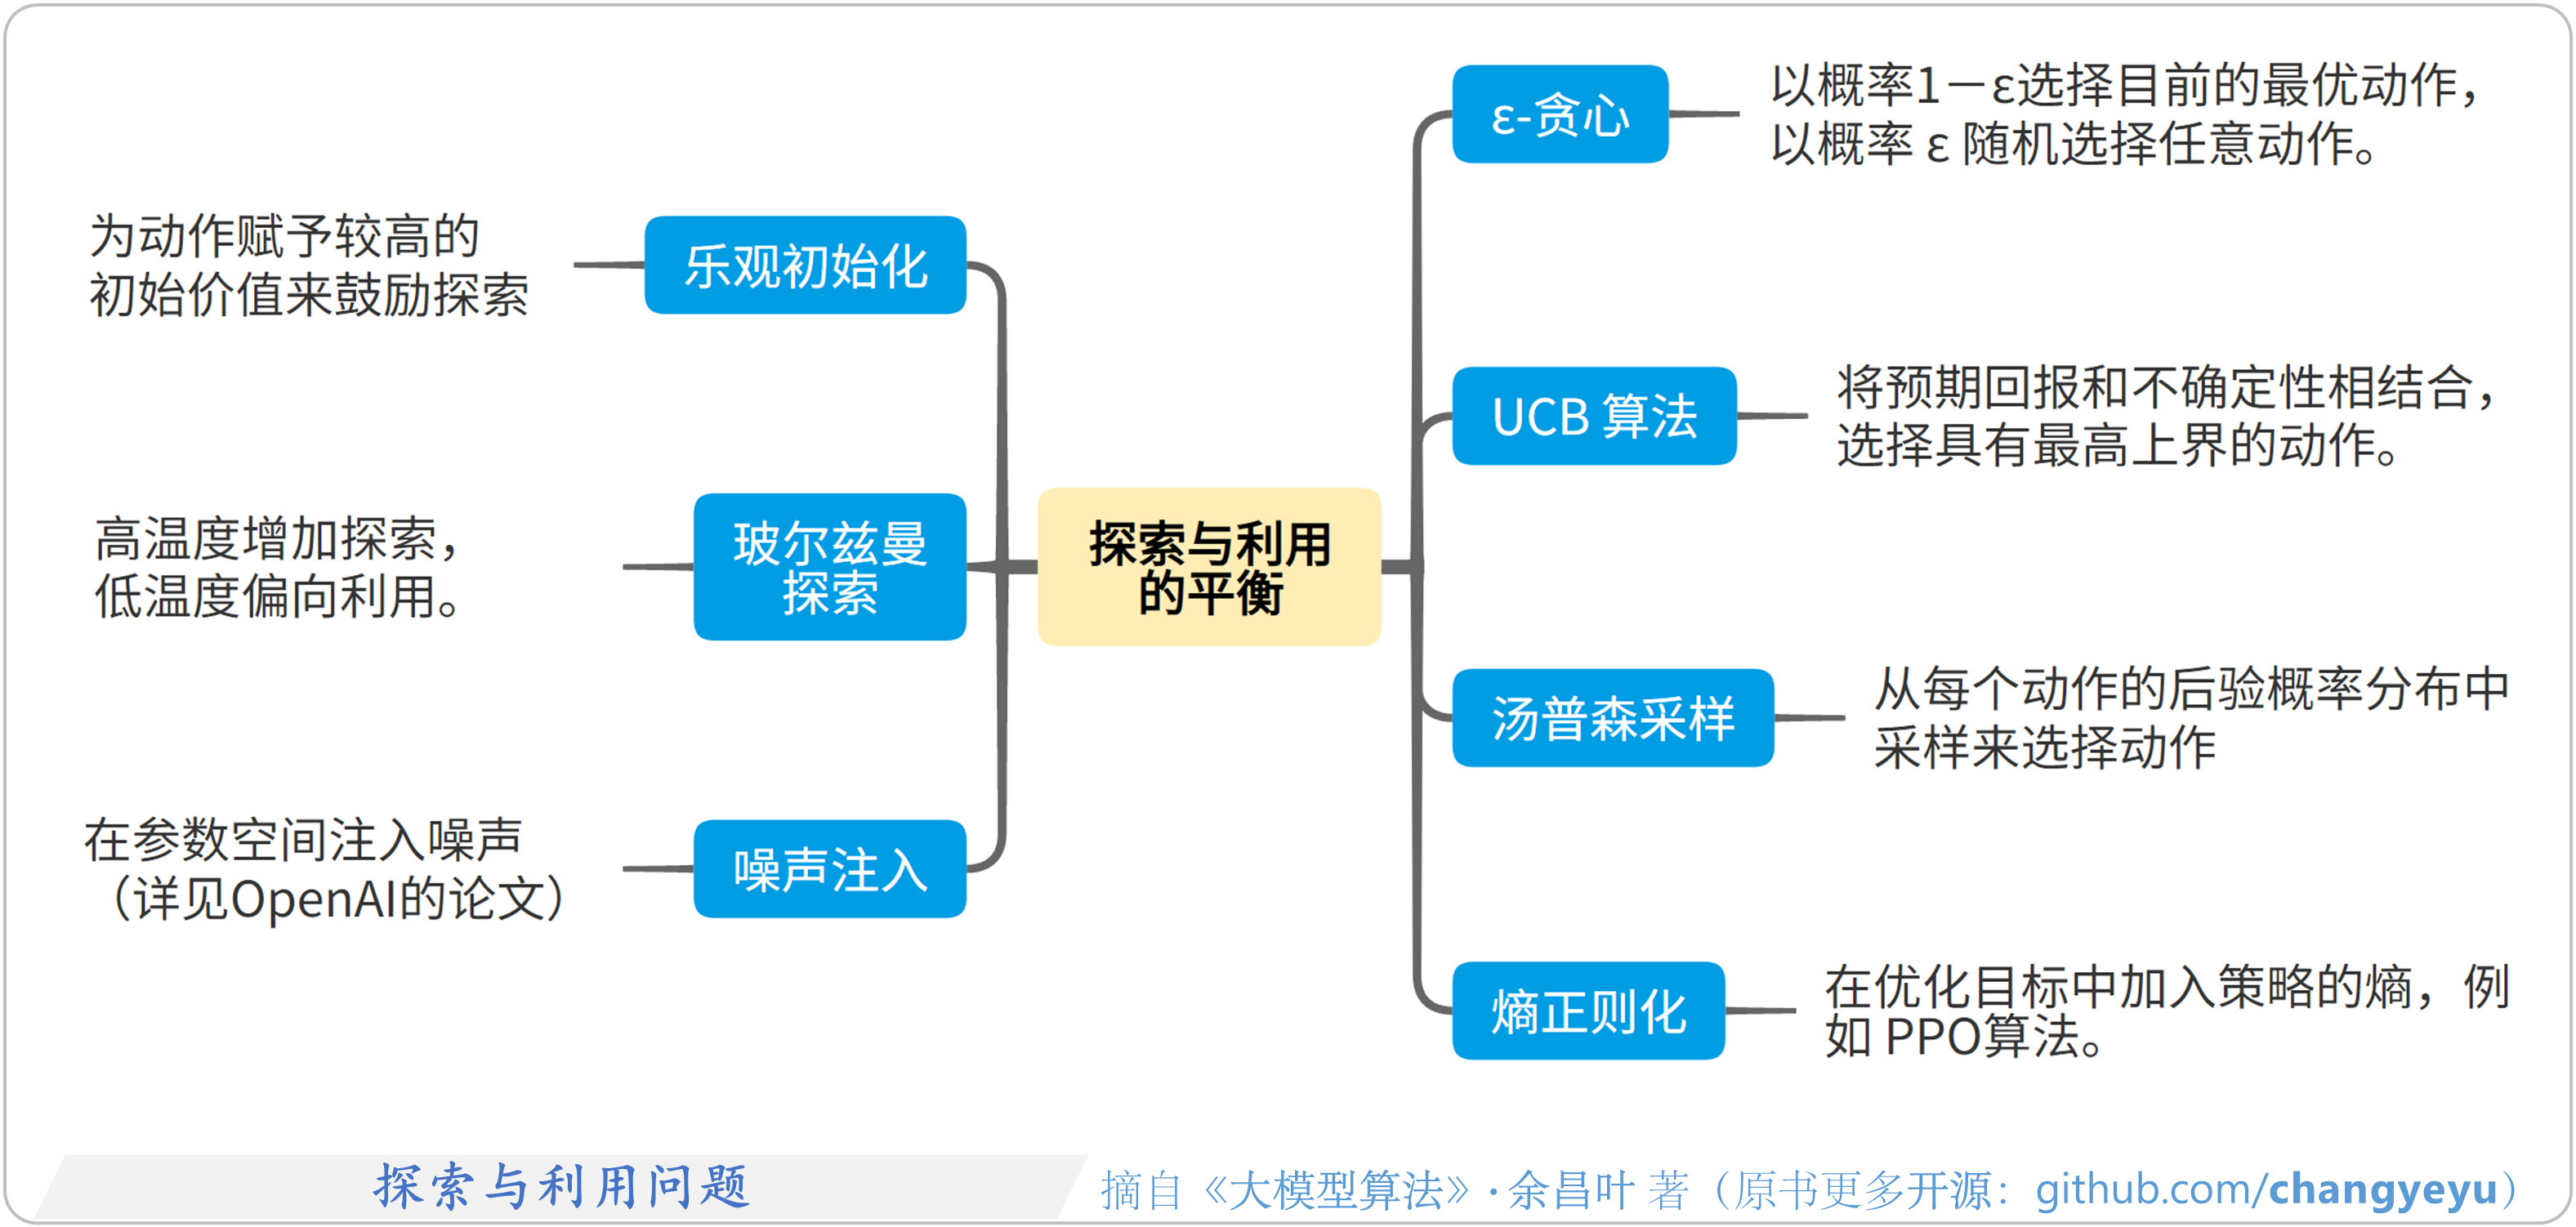 探索与利用
的平衡
乐观初始化
为动作赋予较高的
初始价值来鼓励探索
玻尔兹曼
探索
高温度增加探索，
低温度偏向利用。
噪声注入
在参数空间注入噪声
（详见OpenAI的论文）
ε-贪心
以概率1－ε选择目前的最优动作，
以概率 ε 随机选择任意动作。
UCB 算法
将预期回报和不确定性相结合，
选择具有最高上界的动作。
汤普森采样
从每个动作的后验概率分布中
采样来选择动作
熵正则化
在优化目标中加入策略的熵，例
如 PPO算法。
探索与利用问题
摘自《大模型算法》·余昌叶 著（原书更多开源：github.com/changyeyu）